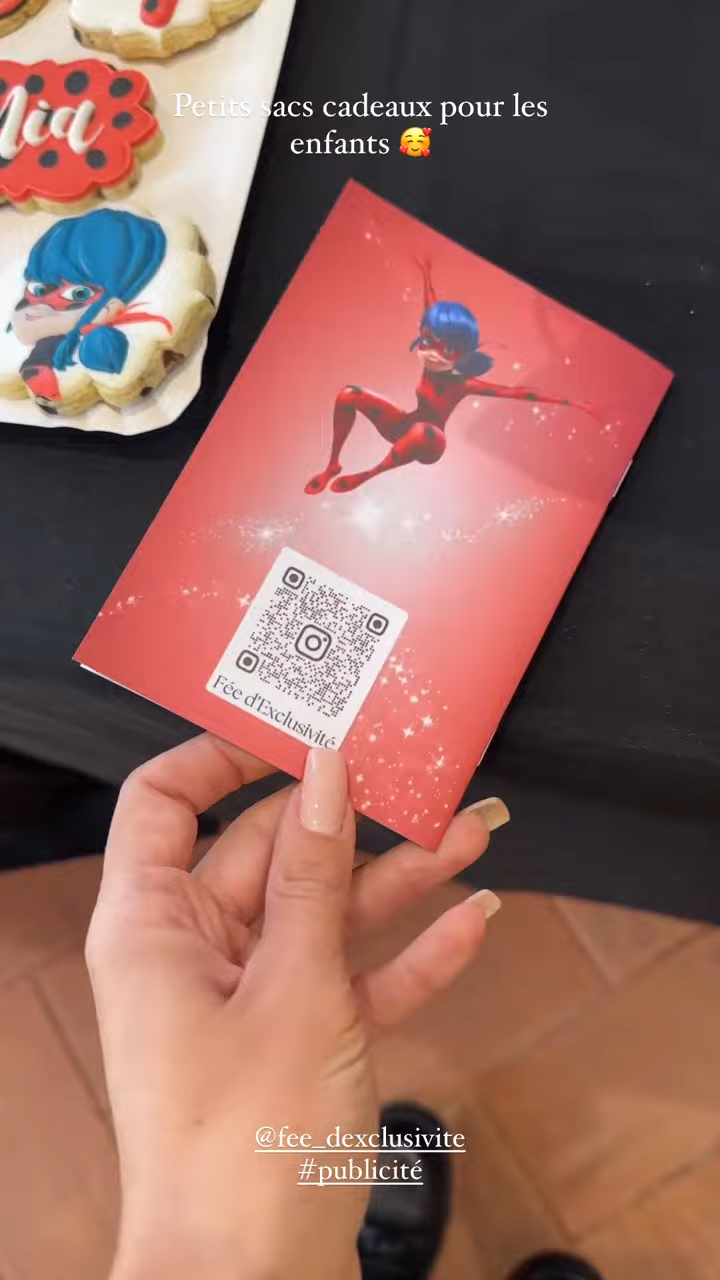 Petits sacs cadeaux pour les
enfants 🥰
Mia
Fée d'Exclusivité
@fee_dexclusivite
#publicité